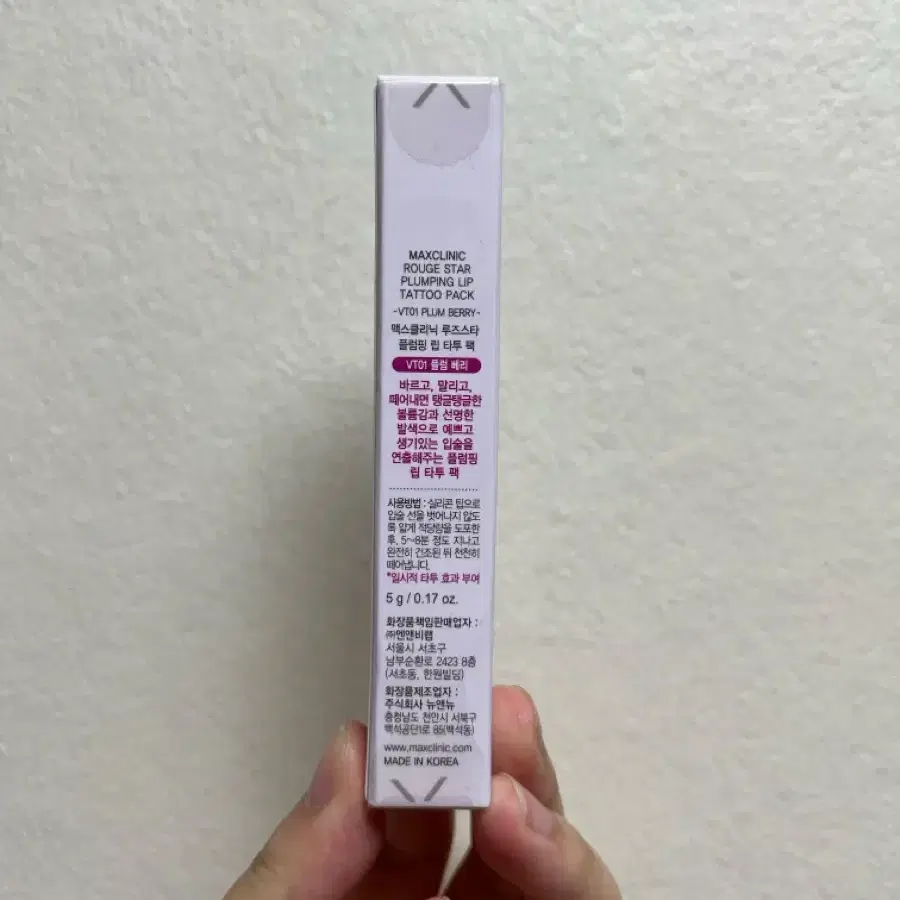 MAXCLINIC
ROUGE STAR
PLUMPING LIP
TATTOO PACK
-VT01 PLUM BERRY-
맥스클리닉 루즈스타
플럼핑 립 타투 팩
VT01 플럼 베리
바르고, 말리고,
떼어내면 탱글탱글한
볼륨감과 선명한
발색으로 예쁘고
생기있는 입술을
연출해주는 플럼핑
립 타투 팩
사용방법 : 실리콘 팁으로
입술 선을 벗어나지 않도
록 얇게 적당량을 도포한
후, 5~8분 정도 지나고
완전히 건조된 뒤 천천히
떼어냅니다.
*일시적 타투 효과 부여
5 g / 0.17 oz.
화장품책임판매업자 :
㈜엔앤비랩
서울시 서초구
남부순환로 2423 8층
(서초동, 한원빌딩)
화장품제조업자 :
주식회사 뉴앤뉴
충청남도 천안시 서북구
백석공단1로 85(백석동)
www.maxclinic.com
MADE IN KOREA